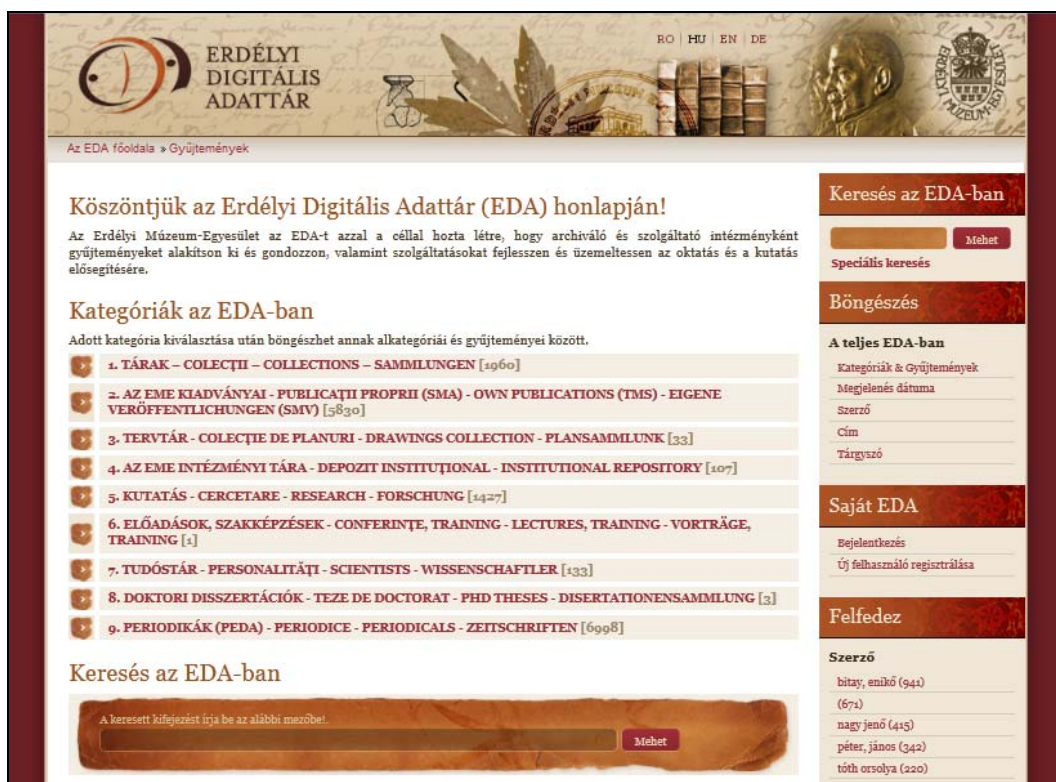 ERDÉLYI
DIGITÁLIS
ADATTÁR
RO | HU | EN | DE
ERDÉLYI MÚZEUM-EGYESÜLET
Az EDA főoldala » Gyűjtemények
Köszöntjük az Erdélyi Digitális Adattár (EDA) honlapján!
Az Erdélyi Múzeum-Egyesület az EDA-t azzal a céllal hozta létre, hogy archiváló és szolgáltató intézményként
gyűjteményeket alakítson ki és gondozzon, valamint szolgáltatásokat fejlesszen és üzemeltessen az oktatás és a kutatás
elősegítésére.
Kategóriák az EDA-ban
Adott kategória kiválasztása után böngészhet annak alkategóriái és gyűjteményei között.
1. TÁRAK – COLECȚII – COLLECTIONS – SAMMLUNGEN [1960]
2. AZ EME KIADVÁNYAI - PUBLICAȚII PROPRII (SMA) - OWN PUBLICATIONS (TMS) - EIGENE
VERÖFFENTLICHUNGEN (SMV) [5830]
3. TERVTÁR - COLECȚIE DE PLANURI - DRAWINGS COLLECTION - PLANSAMMLUNK [33]
4. AZ EME INTÉZMÉNYI TÁRA - DEPOZIT INSTITUȚIONAL - INSTITUTIONAL REPOSITORY [107]
5. KUTATÁS - CERCETARE - RESEARCH - FORSCHUNG [1427]
6. ELŐADÁSOK, SZAKKÉPZÉSEK - CONFERINȚE, TRAINING - LECTURES, TRAINING - VORTRÄGE,
TRAINING [1]
7. TUDÓSTÁR - PERSONALITĂȚI - SCIENTISTS - WISSENSCHAFTLER [133]
8. DOKTORI DISSZERTÁCIÓK - TEZE DE DOCTORAT - PHD THESES - DISERTATIONENSAMMLUNG [3]
9. PERIODIKÁK (PEDA) - PERIODICE - PERIODICALS - ZEITSCHRIFTEN [6998]
Keresés az EDA-ban
A keresett kifejezést írja be az alábbi mezőbe!.
Mehet
Keresés az EDA-ban
Mehet
Speciális keresés
Böngészés
A teljes EDA-ban
Kategóriák & Gyűjtemények
Megjelenés dátuma
Szerző
Cím
Tárgyszó
Saját EDA
Bejelentkezés
Új felhasználó regisztrálása
Felfedez
Szerző
bitay, enikő (941)
(671)
nagy jenő (415)
péter, jános (342)
tóth orsolya (220)